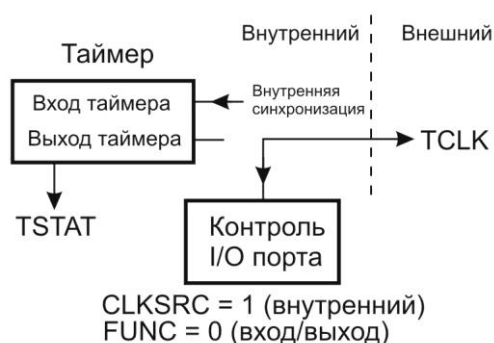 Внутренний
Внешний
Таймер
Вход таймера
Внутренняя
синхронизация
Выход таймера
TCLK
TSTAT
Контроль
I/O порта
CLKSRC = 1 (внутренний)
FUNC = 0 (вход/выход)